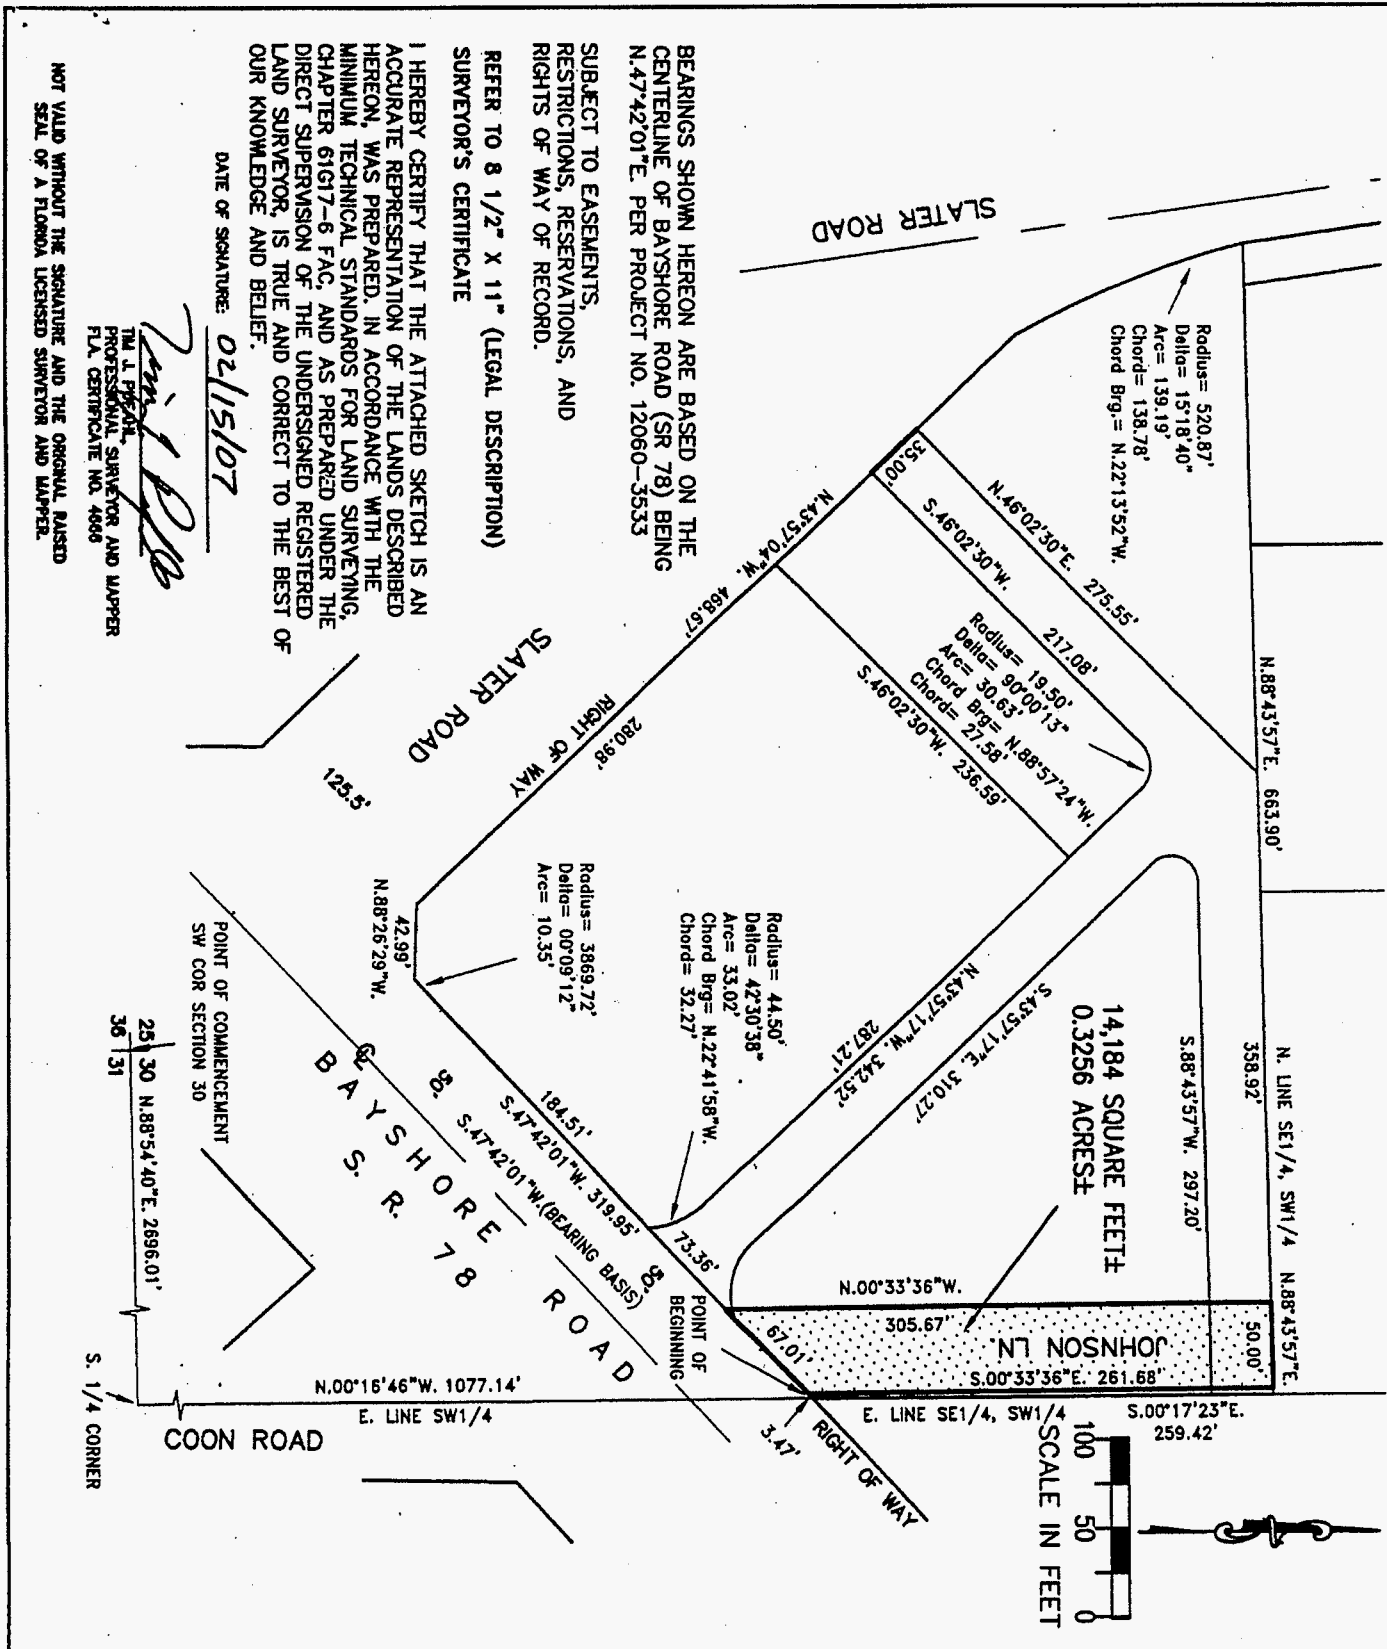 SLATER ROAD
Radius= 520.87'
Delta= 15°18'40"
Arc= 139.19'
Chord= 138.78'
Chord Brg.= N.22°13'52"W.
N.88°43'57"E. 663.90'
N. LINE SE1/4, SW1/4 N.88°43'57"E.
358.92'
50.00'
35.00'
N.46°02'30"E. 275.55'
S.46°02'30"W. 217.08'
Radius= 19.50'
Delta= 90°00'13"
Arc= 30.63'
Chord Brg= N.88°57'24"W.
Chord= 27.58'
S.46°02'30"W. 236.59'
N.43°57'04"W. 468.67'
280.98'
RIGHT OF WAY
SLATER ROAD
125.5'
S.88°43'57"W. 297.20'
14,184 SQUARE FEET±
0.3256 ACRES±
S.43°57'17"E. 310.27'
N.43°57'17"W. 342.52'
287.21'
Radius= 44.50'
Delta= 42°30'38"
Arc= 33.02'
Chord Brg= N.22°41'58"W.
Chord= 32.27'
Radius= 3869.72'
Delta= 00°09'12"
Arc= 10.35'
42.99'
N.88°26'29"W.
184.51'
S.47°42'01"W. 319.95'
73.36'
67.01'
50'
S.47°42'01"W.(BEARING BASIS)
50'
BAYSHORE ROAD
S. R. 78
N.00°33'36"W.
305.67'
JOHNSON LN.
S.00°33'36"E. 261.68'
POINT OF
BEGINNING
E. LINE SE1/4, SW1/4
S.00°17'23"E.
259.42'
3.47'
RIGHT OF WAY
N.00°16'46"W. 1077.14'
E. LINE SW1/4
COON ROAD
POINT OF COMMENCEMENT
SW COR SECTION 30
25 30 N.88°54'40"E. 2696.01'
36 31
S. 1/4 CORNER
100 50 0
SCALE IN FEET
BEARINGS SHOWN HEREON ARE BASED ON THE
CENTERLINE OF BAYSHORE ROAD (SR 78) BEING
N.47°42'01"E. PER PROJECT NO. 12060-3533
SUBJECT TO EASEMENTS,
RESTRICTIONS, RESERVATIONS, AND
RIGHTS OF WAY OF RECORD.
REFER TO 8 1/2" X 11" (LEGAL DESCRIPTION)
SURVEYOR'S CERTIFICATE
I HEREBY CERTIFY THAT THE ATTACHED SKETCH IS AN
ACCURATE REPRESENTATION OF THE LANDS DESCRIBED
HEREON, WAS PREPARED. IN ACCORDANCE WITH THE
MINIMUM TECHNICAL STANDARDS FOR LAND SURVEYING,
CHAPTER 61G17-6 FAC, AND AS PREPARED UNDER THE
DIRECT SUPERVISION OF THE UNDERSIGNED REGISTERED
LAND SURVEYOR, IS TRUE AND CORRECT TO THE BEST OF
OUR KNOWLEDGE AND BELIEF.
DATE OF SIGNATURE: 02/15/07
TIM J.
PROFESSIONAL SURVEYOR AND MAPPER
FLA. CERTIFICATE NO.
NOT VALID WITHOUT THE SIGNATURE AND THE ORIGINAL RAISED
SEAL OF A FLORIDA LICENSED SURVEYOR AND MAPPER.